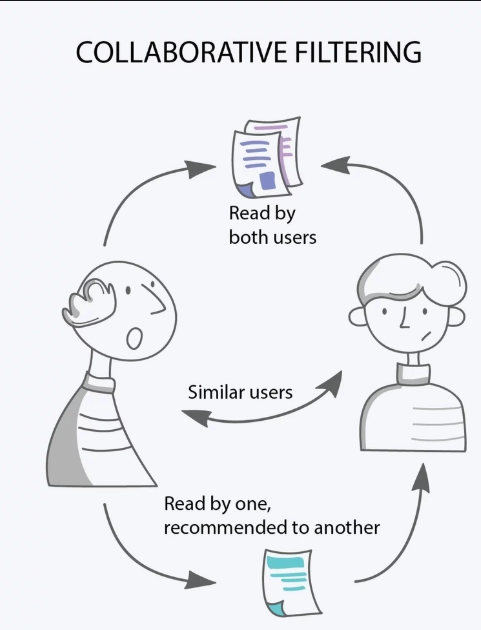 COLLABORATIVE FILTERING
Read by
both users
Similar users
Read by one,
recommended to another